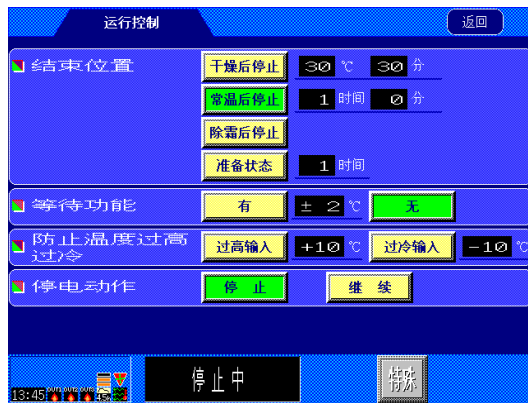 运行控制 返回
结束位置 干燥后停止 30 ℃ 30 分
常温后停止 1 时间 0 分
除霜后停止
准备状态 1 时间
等待功能 有 ± 2 ℃ 无
防止温度过高 过高输入 +10 ℃ 过冷输入 -10 ℃
过冷
停电动作 停止 继续
停止中 特殊
13:45 OUT1 OUT2 OUT3